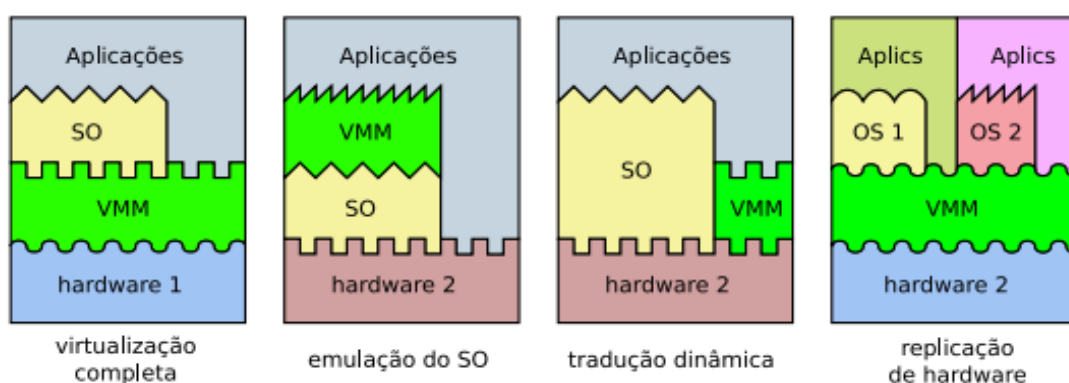 Aplicações
SO
VMM
hardware 1
virtualização
completa
Aplicações
VMM
SO
hardware 2
emulação do SO
Aplicações
SO
VMM
hardware 2
tradução dinâmica
Aplics
Aplics
OS 1
OS 2
VMM
hardware 2
replicação
de hardware